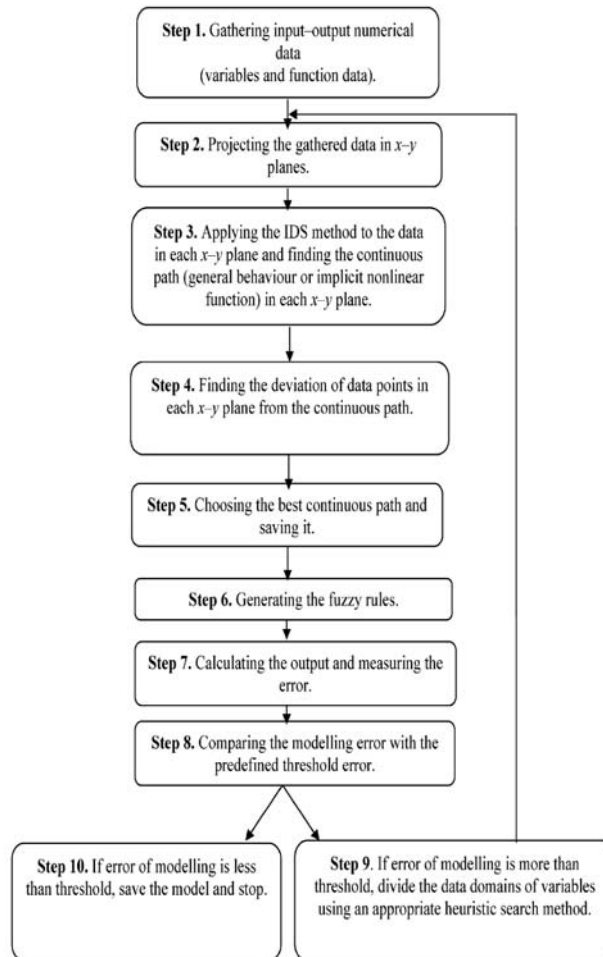 Step 1. Gathering input–output numerical
data
(variables and function data).
Step 2. Projecting the gathered data in x–y
planes.
Step 3. Applying the IDS method to the data
in each x–y plane and finding the continuous
path (general behaviour or implicit nonlinear
function) in each x–y plane.
Step 4. Finding the deviation of data points in
each x–y plane from the continuous path.
Step 5. Choosing the best continuous path and
saving it.
Step 6. Generating the fuzzy rules.
Step 7. Calculating the output and measuring the
error.
Step 8. Comparing the modelling error with the
predefined threshold error.
Step 10. If error of modelling is less
than threshold, save the model and stop.
Step 9. If error of modelling is more than
threshold, divide the data domains of variables
using an appropriate heuristic search method.